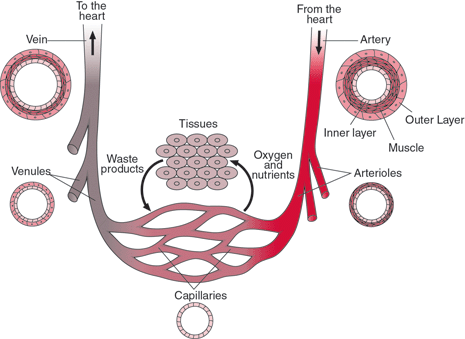 To the
heart
From the
heart
Vein
Artery
Outer Layer
Inner layer
Muscle
Tissues
Waste
products
Oxygen
and
nutrients
Venules
Arterioles
Capillaries